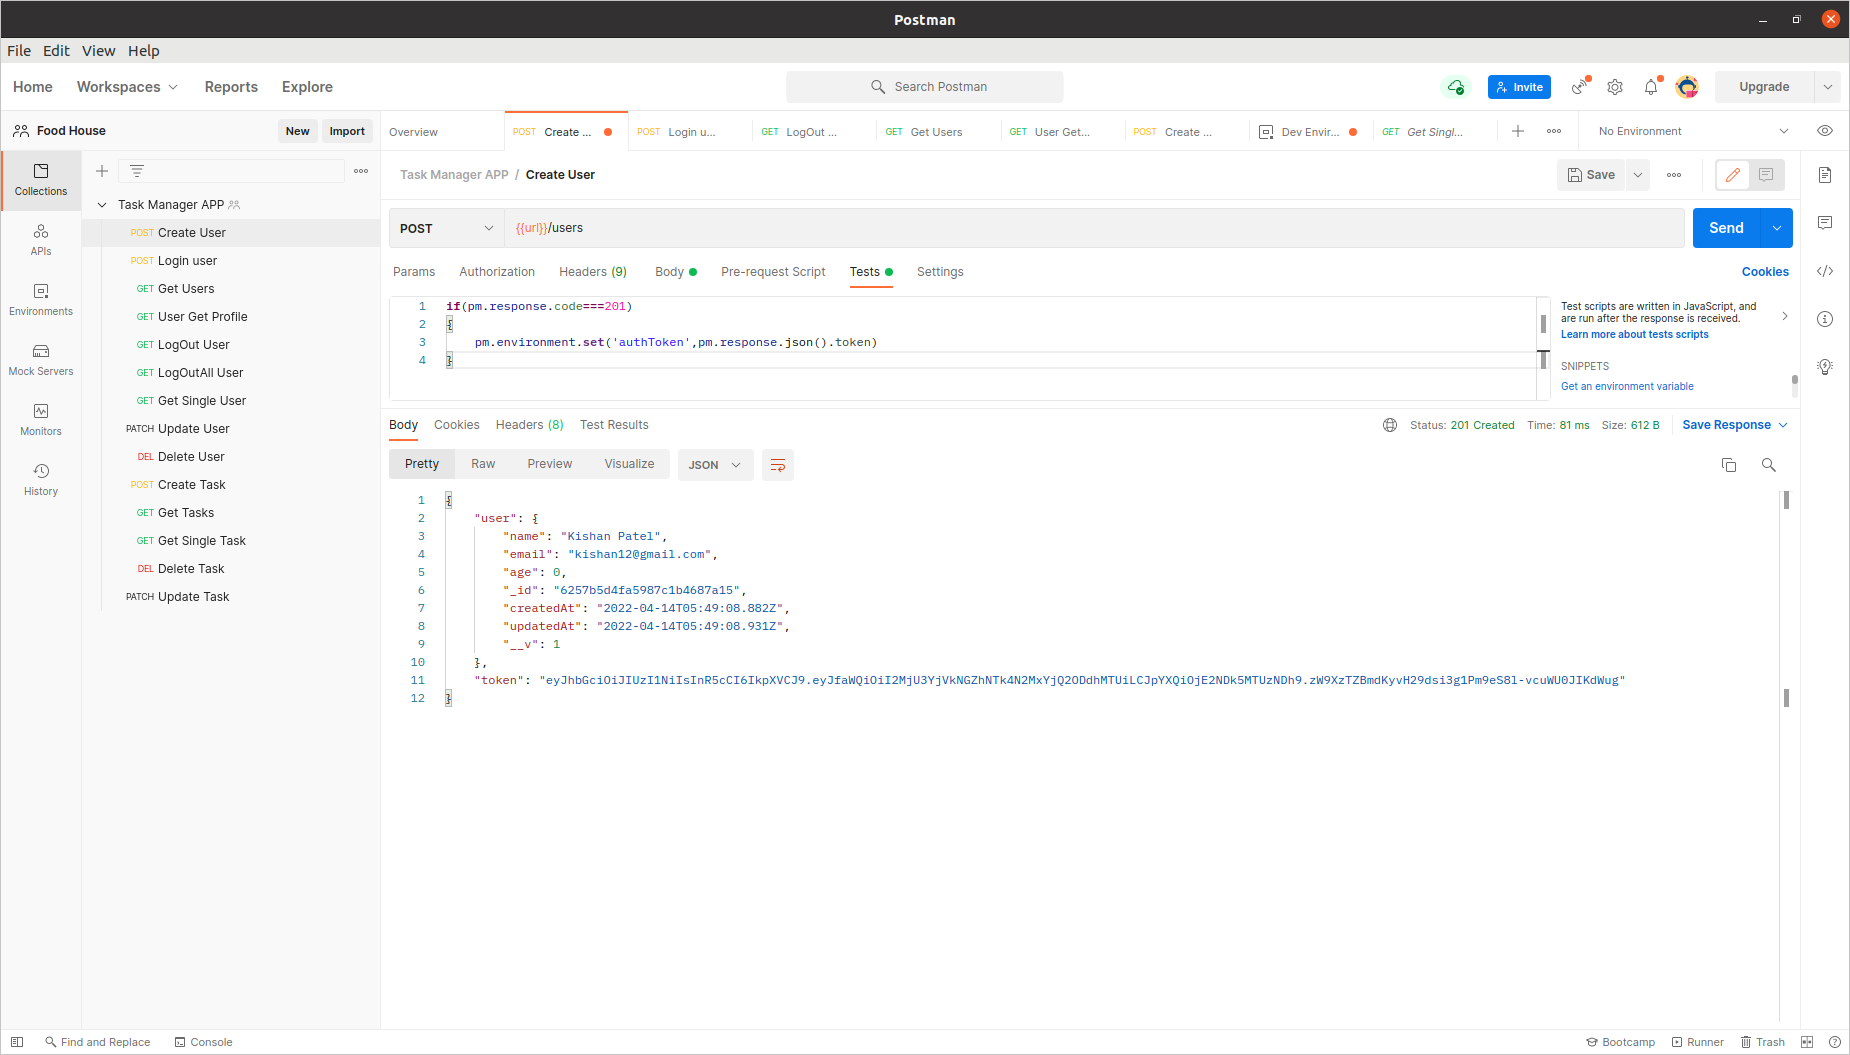 Postman
File Edit View Help
Home Workspaces Reports Explore
Search Postman
Invite
Upgrade
Food House
New Import
Overview
POST Create ...
POST Login u...
GET LogOut ...
GET Get Users
GET User Get...
POST Create ...
Dev Envir...
GET Get Singl...
No Environment
Collections
APIs
Environments
Mock Servers
Monitors
History
Task Manager APP
POST Create User
POST Login user
GET Get Users
GET User Get Profile
GET LogOut User
GET LogOutAll User
GET Get Single User
PATCH Update User
DEL Delete User
POST Create Task
GET Get Tasks
GET Get Single Task
DEL Delete Task
PATCH Update Task
Task Manager APP / Create User
Save
POST {{url}}/users
Send
Params Authorization Headers (9) Body Pre-request Script Tests Settings
Cookies
1 if(pm.response.code===201)
2 {
3 pm.environment.set('authToken',pm.response.json().token)
4 }
Test scripts are written in JavaScript, and
are run after the response is received.
Learn more about tests scripts
SNIPPETS
Get an environment variable
Body Cookies Headers (8) Test Results
Status: 201 Created Time: 81 ms Size: 612 B
Save Response
Pretty Raw Preview Visualize JSON
1 {
2 "user": {
3 "name": "Kishan Patel",
4 "email": "kishan12@gmail.com",
5 "age": 0,
6 "_id": "6257b5d4fa5987c1b4687a15",
7 "createdAt": "2022-04-14T05:49:08.882Z",
8 "updatedAt": "2022-04-14T05:49:08.931Z",
9 "__v": 1
10 },
11 "token": "eyJhbGciOiJIUzI1NiIsInR5cCI6IkpXVCJ9.eyJfaWQiOiI2MjU3YjVkNGZhNTk4N2MxYjQ2ODdhMTUiLCJpYXQiOjE2NDk5MTUzNDh9.zW9XzTZBmdKyvH29dsi3g1Pm9eS8l-vcuWU0JIKdWug"
12 }
Find and Replace Console
Bootcamp Runner Trash